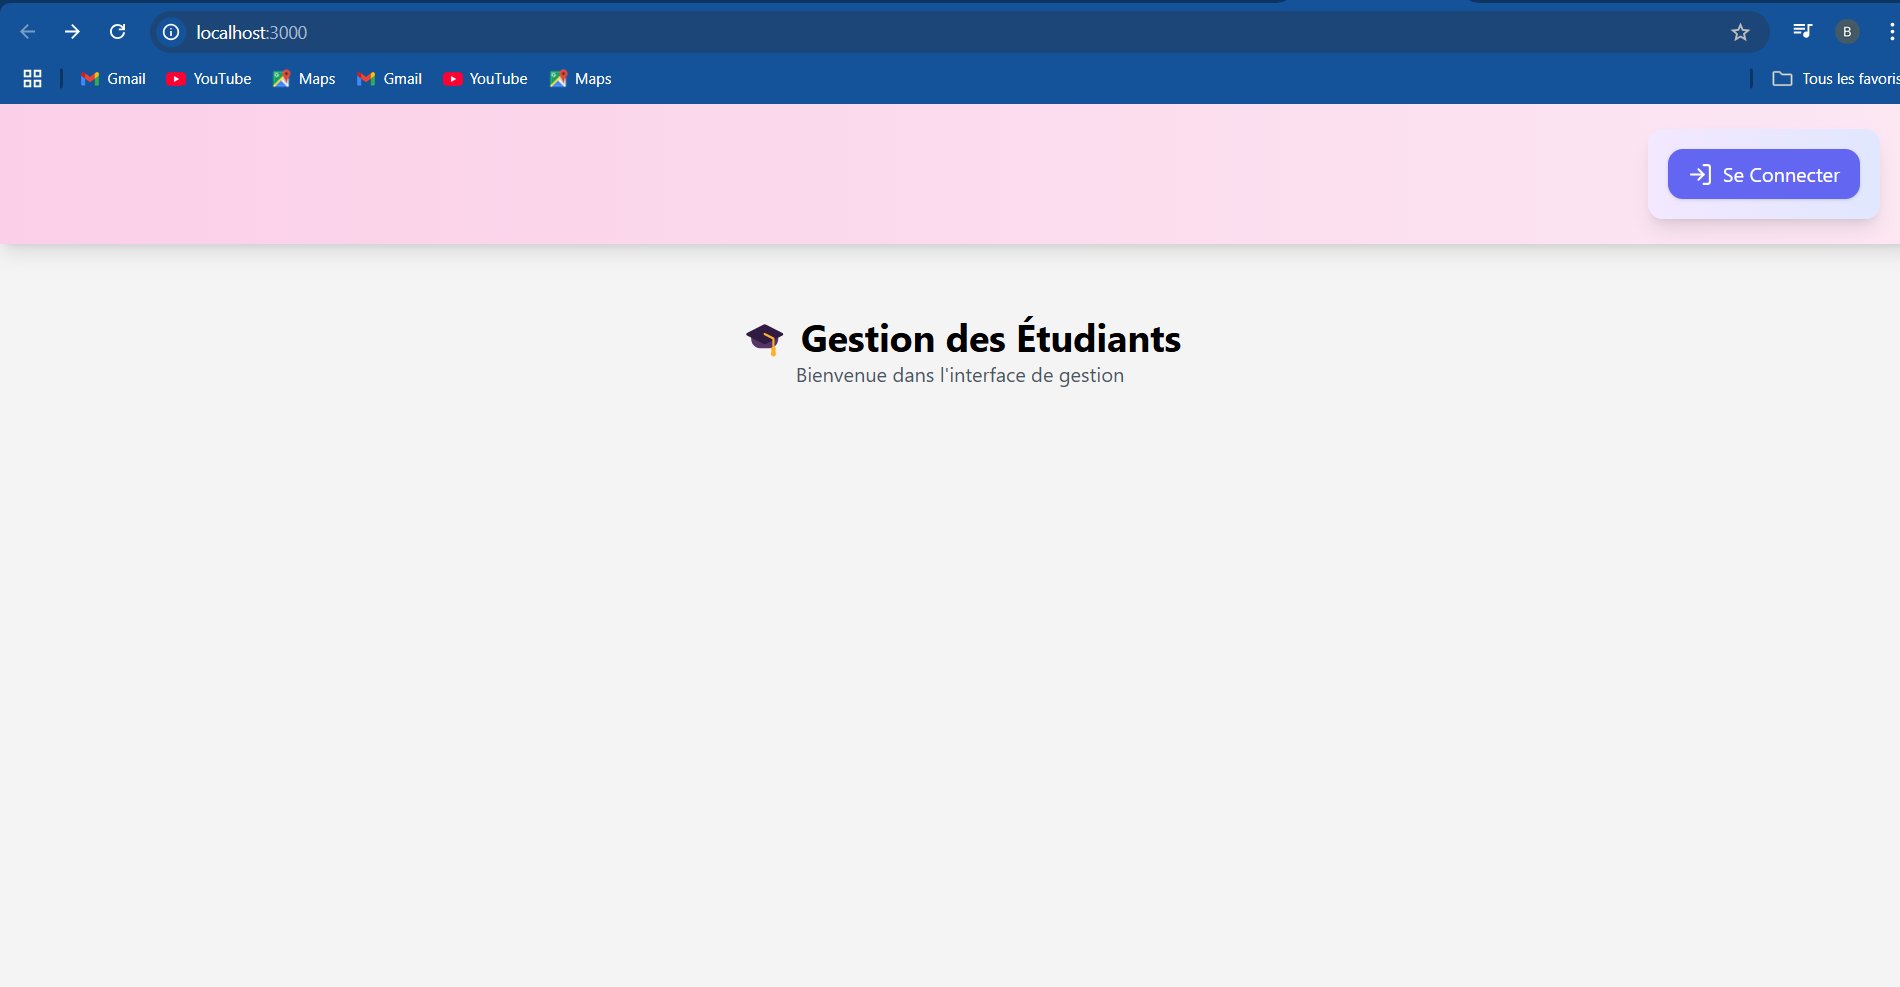 localhost:3000
B
Gmail
YouTube
Maps
Gmail
YouTube
Maps
Tous les favoris
Se Connecter
Gestion des Étudiants
Bienvenue dans l'interface de gestion